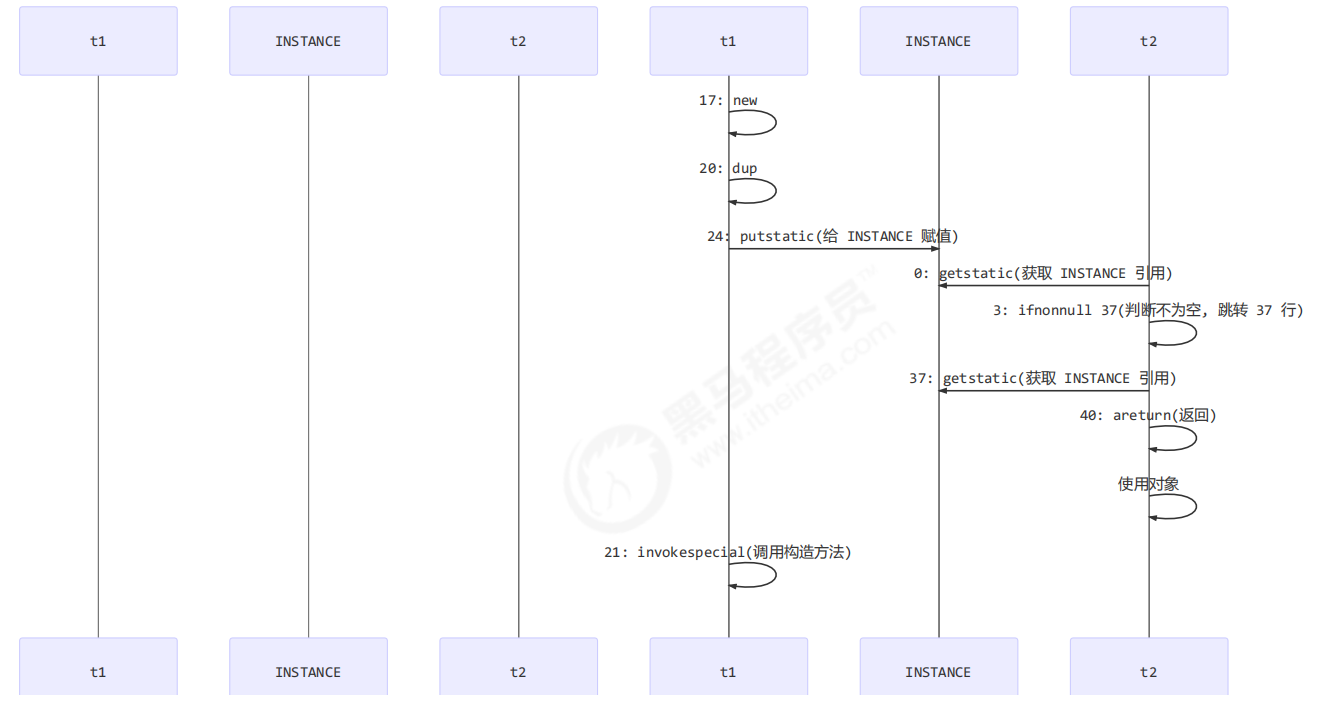 t1 INSTANCE t2 t1 INSTANCE t2
17: new
20: dup
24: putstatic(给 INSTANCE 赋值)
0: getstatic(获取 INSTANCE 引用)
3: ifnonnull 37(判断不为空, 跳转 37 行)
37: getstatic(获取 INSTANCE 引用)
40: areturn(返回)
使用对象
21: invokespecial(调用构造方法)
t1 INSTANCE t2 t1 INSTANCE t2
黑马程序员™
www.itheima.com